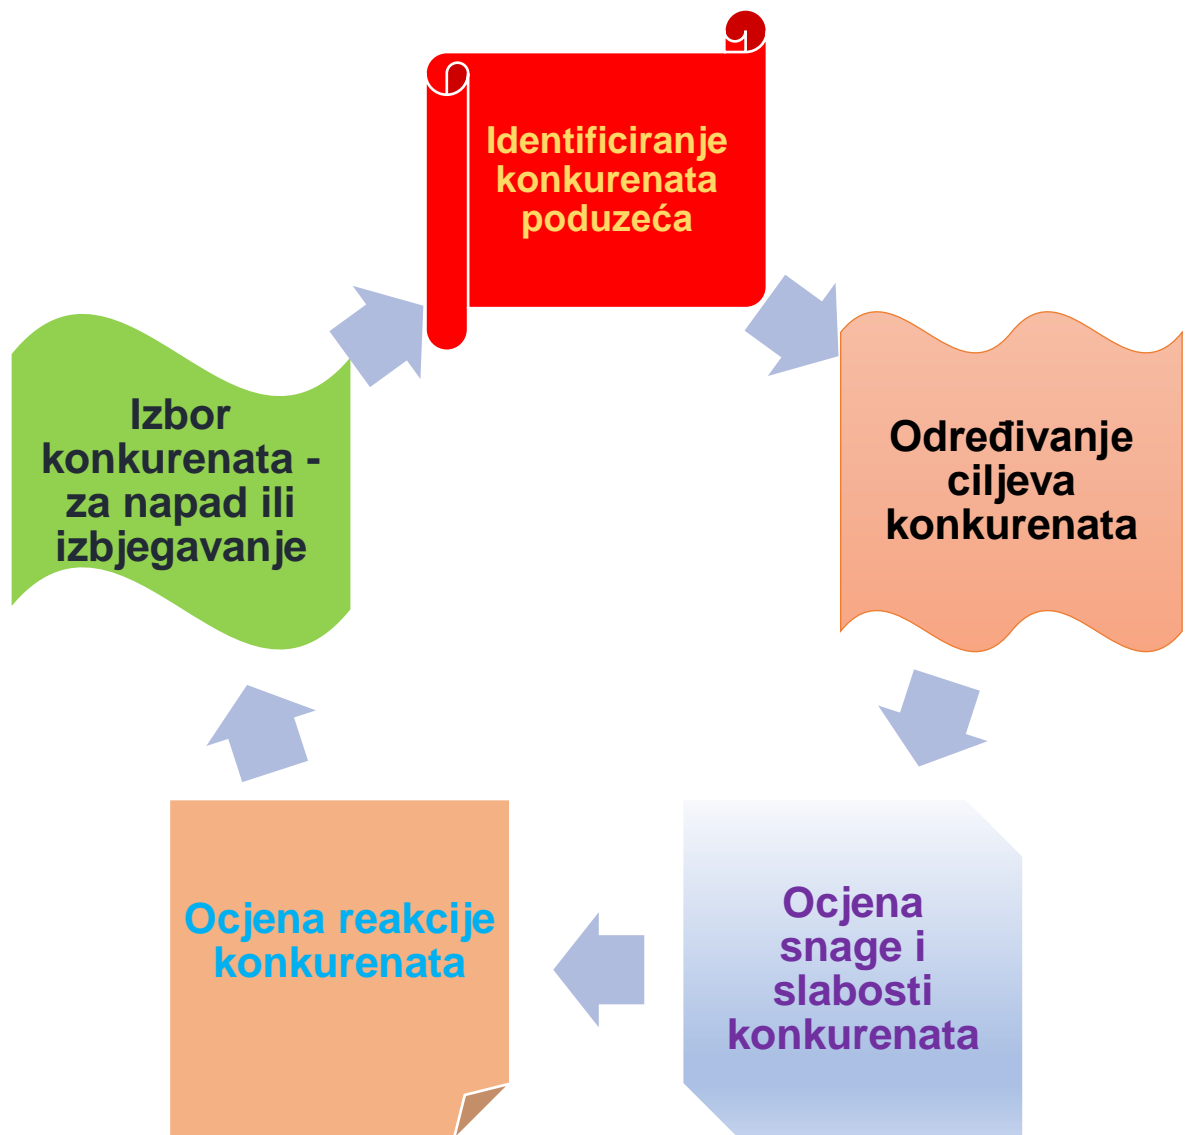 Identificiranje
konkurenata
poduzeća
Određivanje
ciljeva
konkurenata
Ocjena
snage i
slabosti
konkurenata
Ocjena reakcije
konkurenata
Izbor
konkurenata -
za napad ili
izbjegavanje